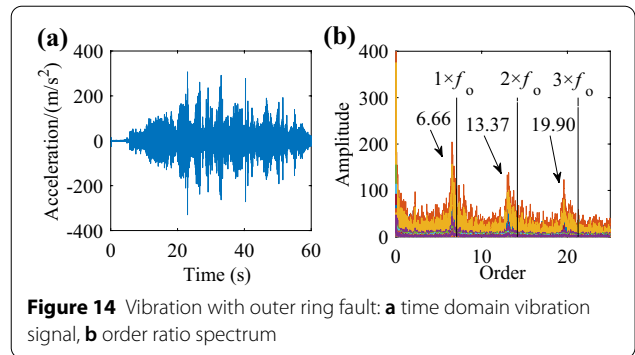 (a)
400
200
0
-200
-400
Acceleration/(m/s²)
0 20 40 60
Time (s)
(b)
400
300
200
100
0
Amplitude
1×fₒ 2×fₒ 3×fₒ
6.66 13.37 19.90
0 10 20
Order
Figure 14 Vibration with outer ring fault: a time domain vibration
signal, b order ratio spectrum